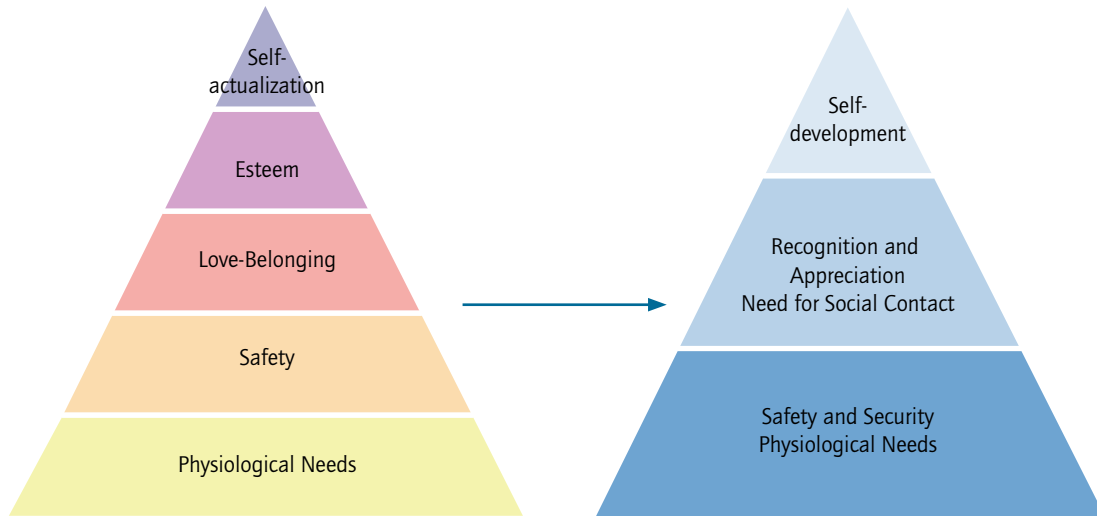 Self-
actualization
Esteem
Love-Belonging
Safety
Physiological Needs
Self-
development
Recognition and
Appreciation
Need for Social Contact
Safety and Security
Physiological Needs